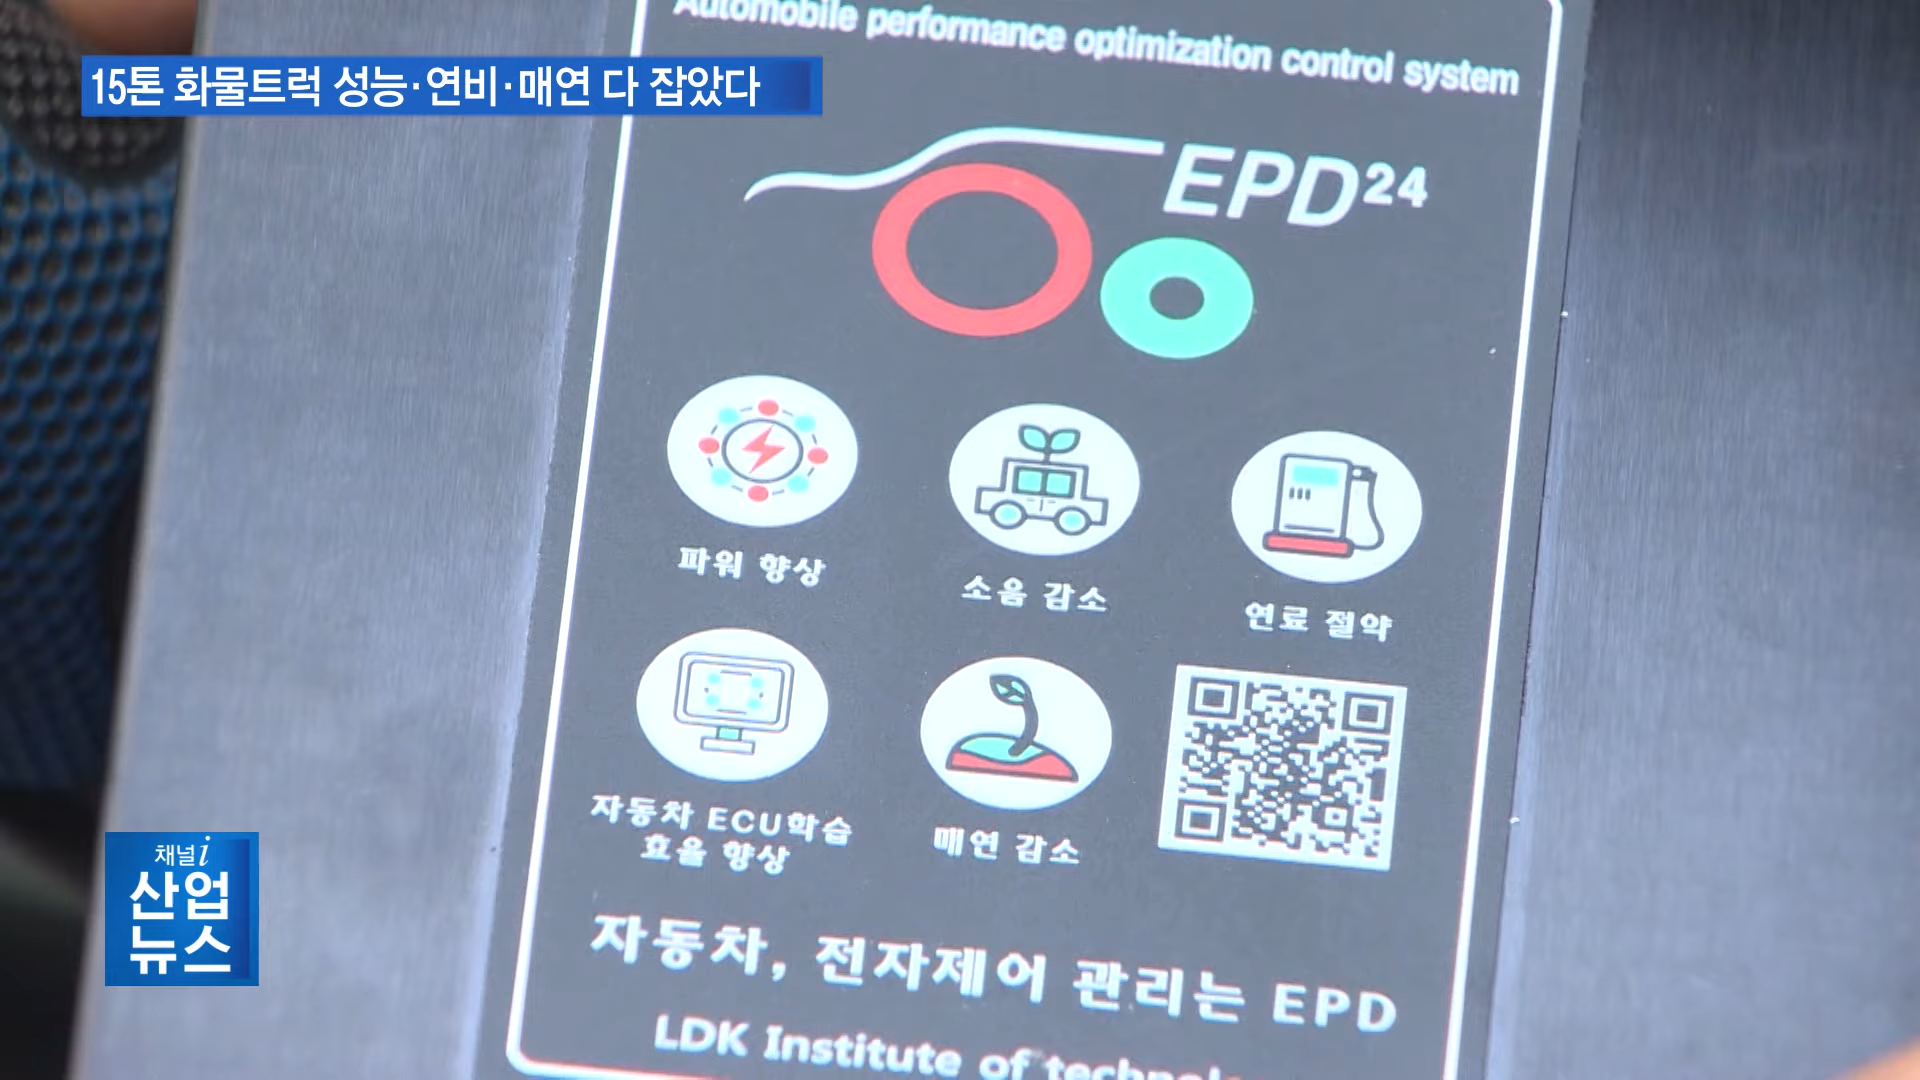 Automobile performance optimization control system
15톤 화물트럭 성능·연비·매연 다 잡았다
EPD24
파워 향상
소음 감소
연료 절약
자동차 ECU학습
효율 향상
매연 감소
채널i
산업
뉴스
자동차, 전자제어 관리는 EPD
LDK Institute of